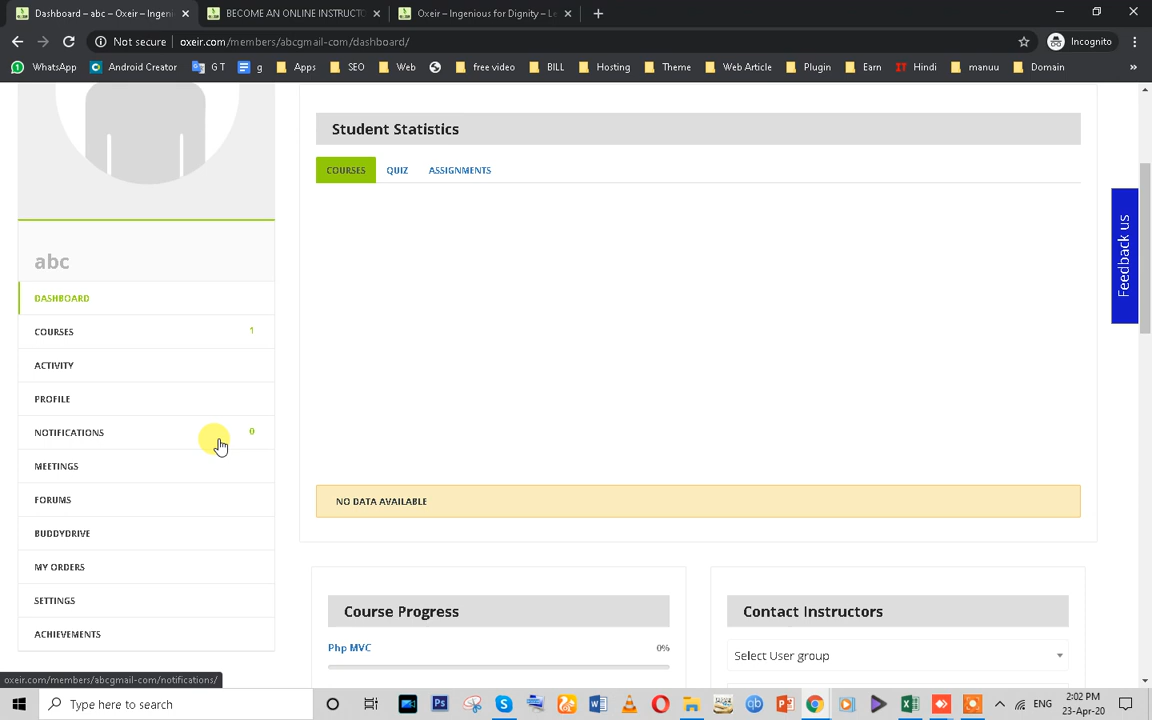 Dashboard – abc – Oxeir – Ingeni
BECOME AN ONLINE INSTRUCTO
Oxeir – Ingenious for Dignity – Le
Not secure
oxeir.com/members/abcgmail-com/dashboard/
Incognito
WhatsApp
Android Creator
G T
g
Apps
SEO
Web
free video
BILL
Hosting
Theme
Web Article
Plugin
Earn
IT Hindi
manuu
Domain
»
Student Statistics
COURSES
QUIZ
ASSIGNMENTS
Feedback us
abc
DASHBOARD
COURSES 1
ACTIVITY
PROFILE
NOTIFICATIONS 0
MEETINGS
FORUMS
NO DATA AVAILABLE
BUDDYDRIVE
MY ORDERS
SETTINGS
ACHIEVEMENTS
Course Progress
Php MVC 0%
Contact Instructors
Select User group
oxeir.com/members/abcgmail-com/notifications/
Type here to search
ENG
2:02 PM
23-Apr-20